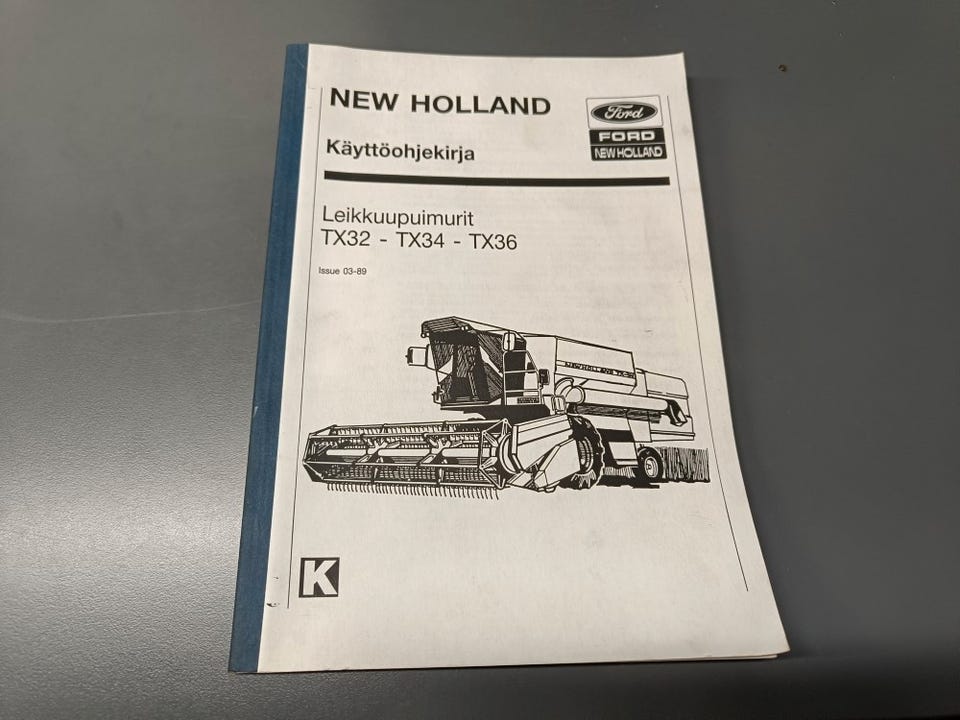 NEW HOLLAND
Ford
FORD
NEW HOLLAND
Käyttöohjekirja
Leikkuupuimurit
TX32 - TX34 - TX36
Issue 03-89
K